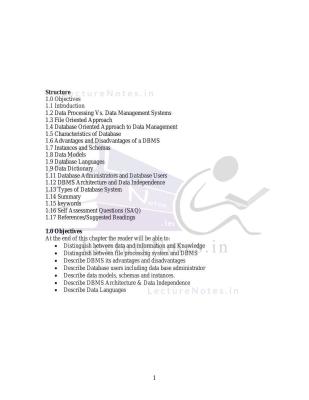 Structure
LectureNotes.in
1.0 Objectives
1.1 Introduction
1.2 Data Processing Vs. Data Management Systems
1.3 File Oriented Approach
1.4 Database Oriented Approach to Data Management
1.5 Characteristics of Database
1.6 Advantages and Disadvantages of a DBMS
1.7 Instances and Schemas
1.8 Data Models
1.9 Database Languages
1.9 Data Dictionary
1.11 Database Administrators and Database Users
1.12 DBMS Architecture and Data Independence
1.13 Types of Database System
1.14 Summary
1.15 keywords
1.16 Self Assessment Questions (SAQ)
1.17 References/Suggested Readings
1.0 Objectives
At the end of this chapter the reader will be able to:
• Distinguish between data and information and Knowledge
• Distinguish between file processing system and DBMS
• Describe DBMS its advantages and disadvantages
• Describe Database users including data base administrator
• Describe data models, schemas and instances.
• Describe DBMS Architecture & Data Independence
• Describe Data Languages
LectureNotes.in
1